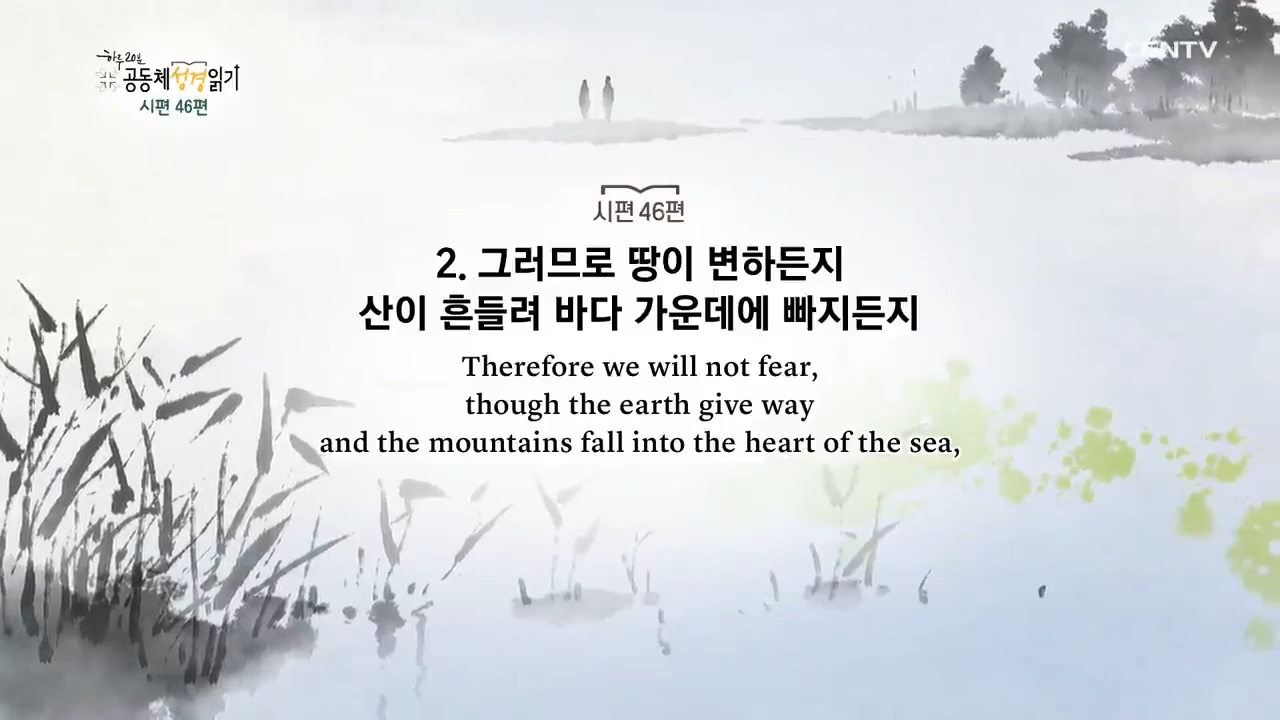 하루 20분
공동체성경읽기
시편 46편
시편 46편
2. 그러므로 땅이 변하든지
산이 흔들려 바다 가운데에 빠지든지
Therefore we will not fear,
though the earth give way
and the mountains fall into the heart of the sea,